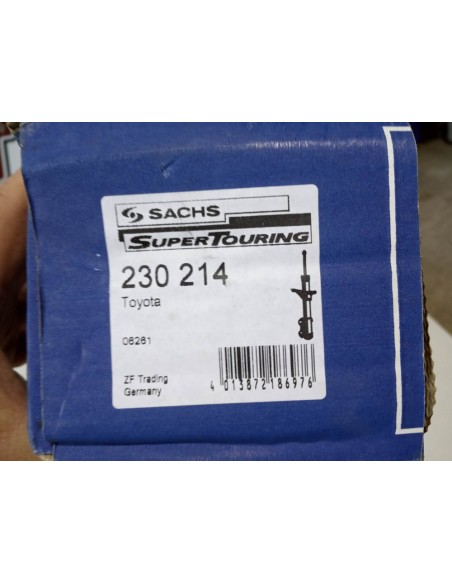 SACHS
SUPERTOURING
230 214
Toyota
06261
ZF Trading
Germany
4 013872 186976